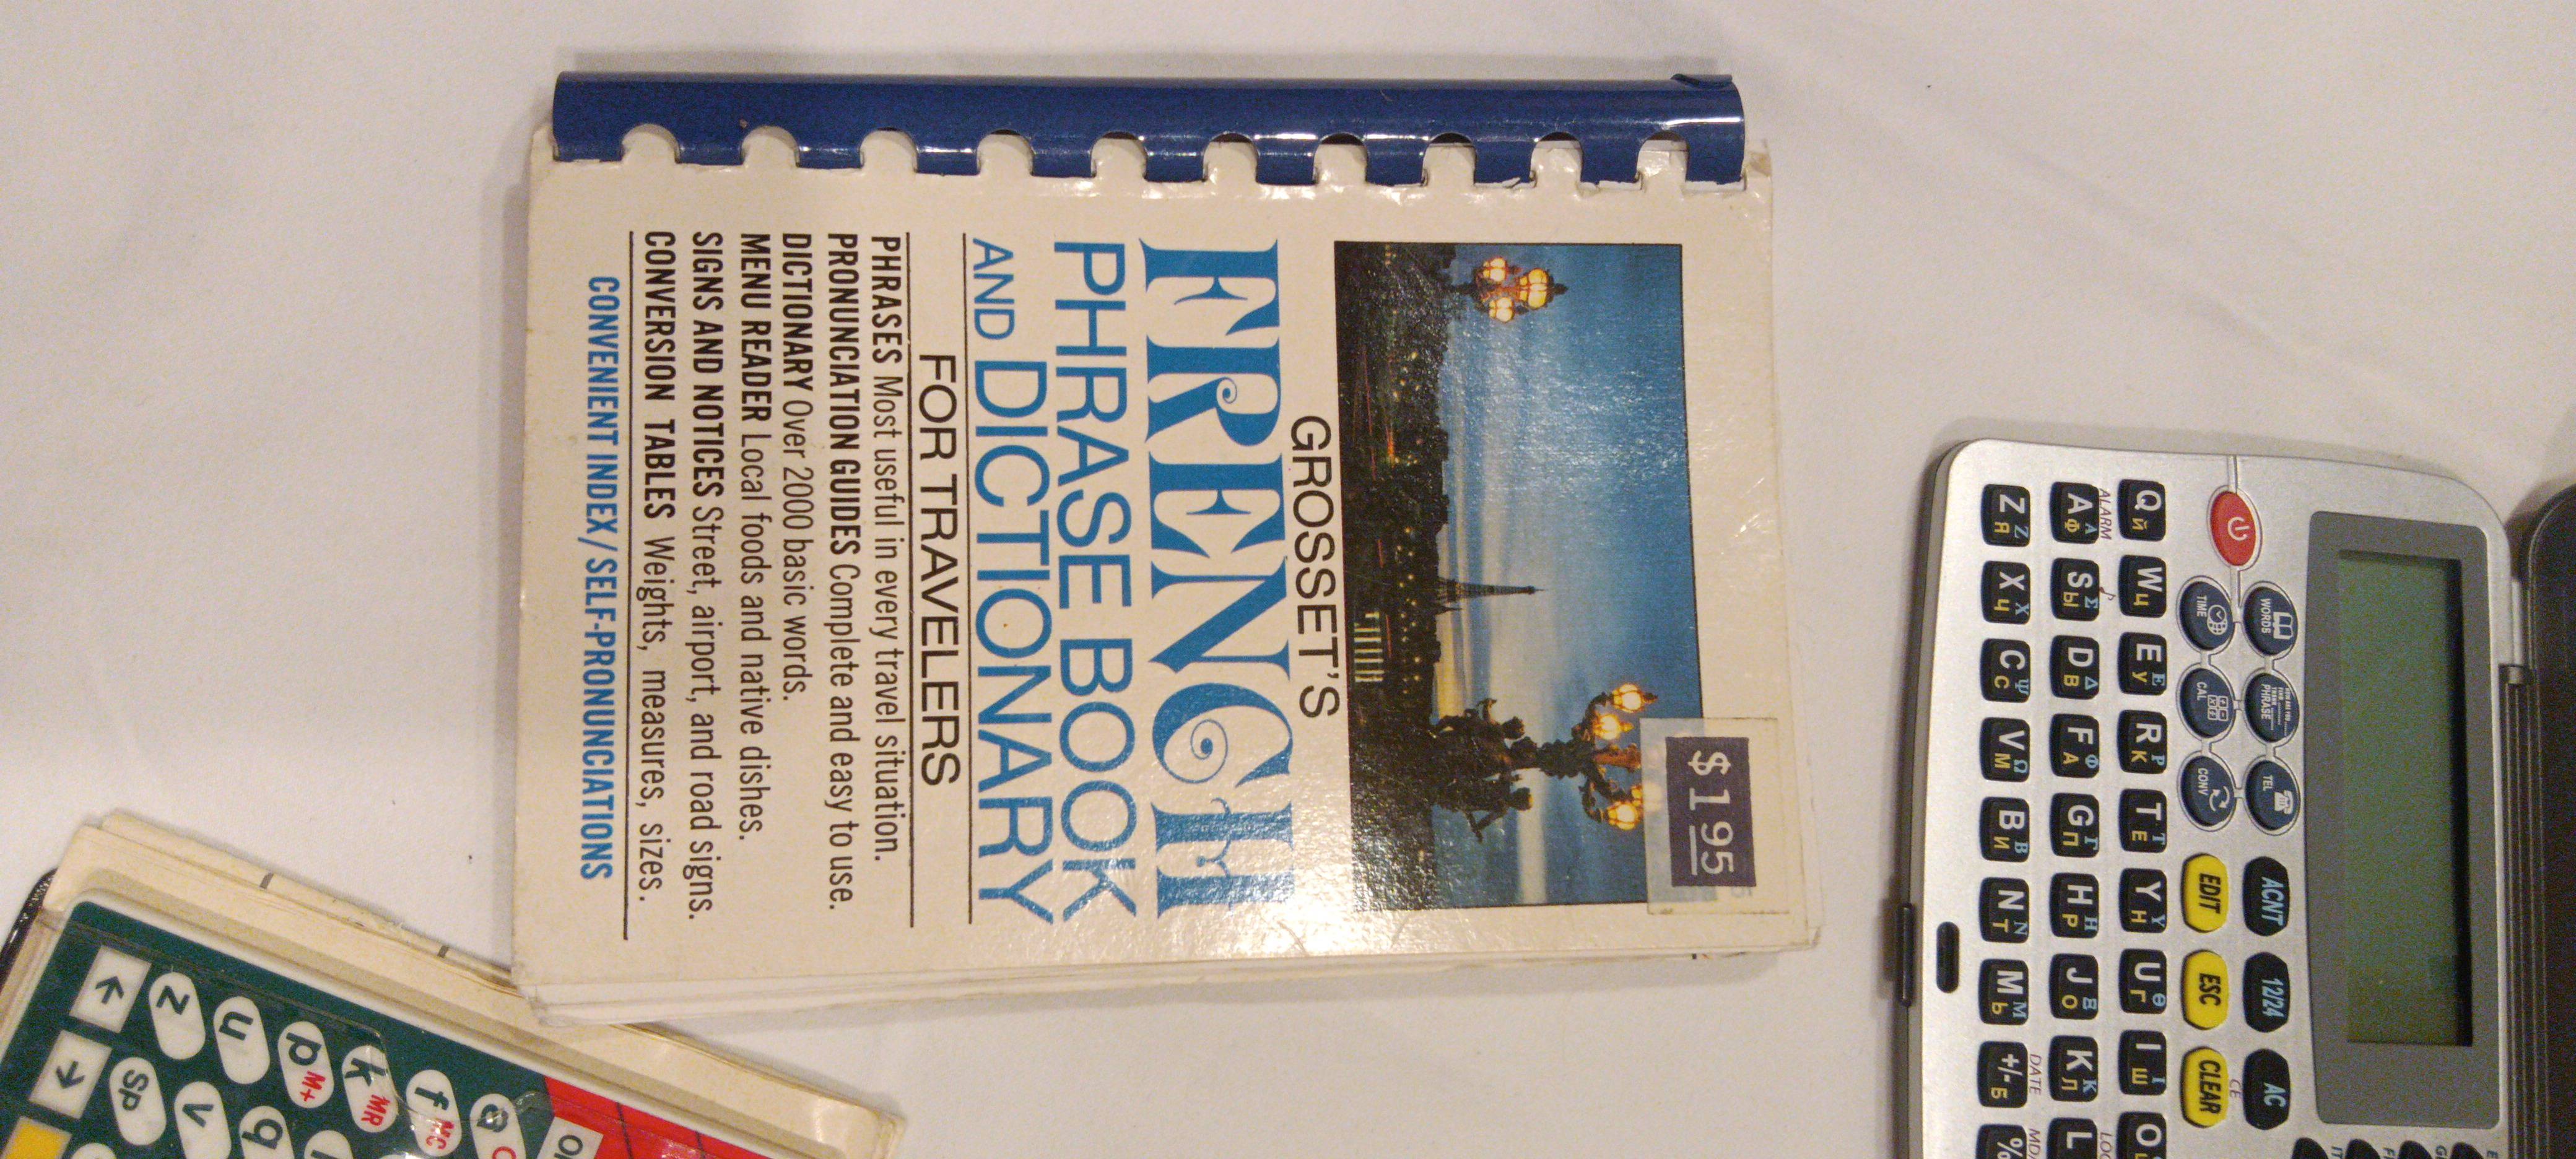 $1.95
GROSSET'S
FRENCH
PHRASE BOOK
AND DICTIONARY
FOR TRAVELERS
PHRASES Most useful in every travel situation.
PRONUNCIATION GUIDES Complete and easy to use.
DICTIONARY Over 2000 basic words.
MENU READER Local foods and native dishes.
SIGNS AND NOTICES Street, airport, and road signs.
CONVERSION TABLES Weights, measures, sizes.
CONVENIENT INDEX/SELF-PRONUNCIATIONS
WORDS PHRASE TEL ACNT 12/24 AC
TIME CAL CONV EDIT ESC CLEAR CE
Q Й W Ц E Е У R Р К T Т Е Y Υ Н U Θ Г I Ι Ш O
ALARM
A Α Ф S Σ Ы D Δ В F Φ А G Γ П H Η Р J Ξ О K Κ Л L
DATE
Z Ζ Я X Χ Ч C Ψ С V Ω М B Β И N Ν Т M Μ Ь +/- Б %
a
f MC
k MR
p M+
u
z
q
v
Sp
← →